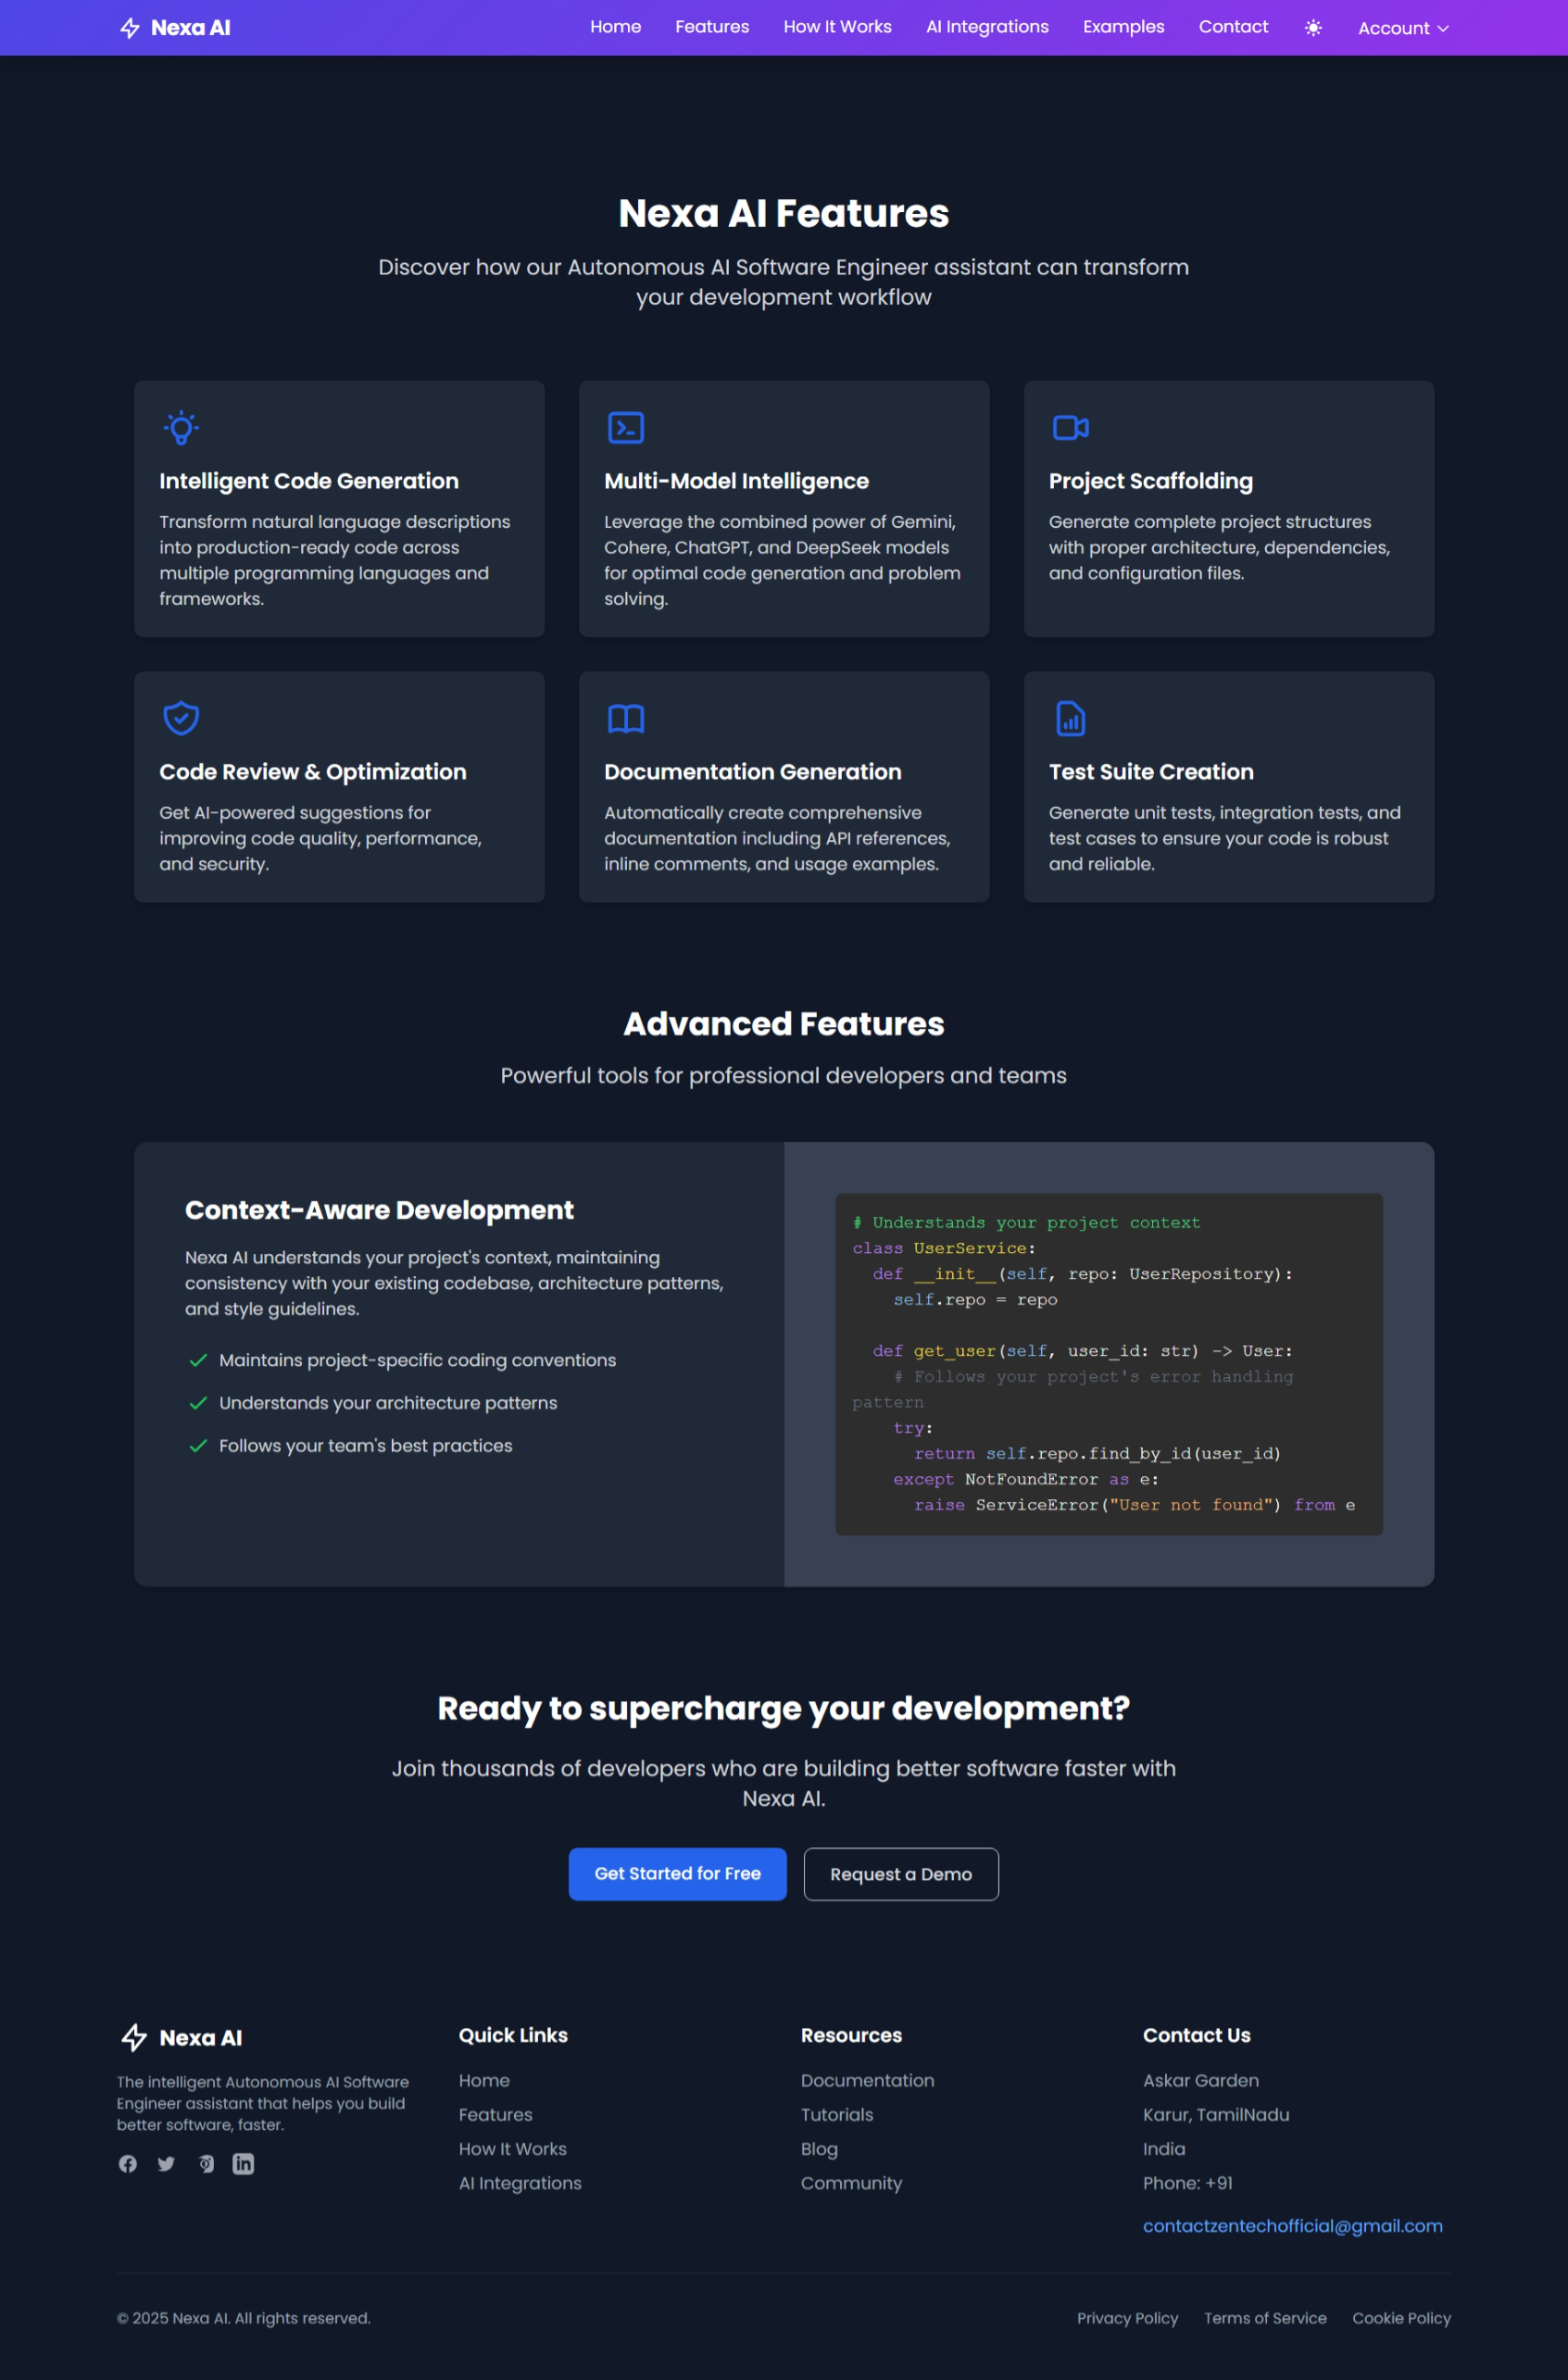 Nexa AI
Home Features How It Works AI Integrations Examples Contact Account
Nexa AI Features
Discover how our Autonomous AI Software Engineer assistant can transform
your development workflow
Intelligent Code Generation
Transform natural language descriptions
into production-ready code across
multiple programming languages and
frameworks.
Multi-Model Intelligence
Leverage the combined power of Gemini,
Cohere, ChatGPT, and DeepSeek models
for optimal code generation and problem
solving.
Project Scaffolding
Generate complete project structures
with proper architecture, dependencies,
and configuration files.
Code Review & Optimization
Get AI-powered suggestions for
improving code quality, performance,
and security.
Documentation Generation
Automatically create comprehensive
documentation including API references,
inline comments, and usage examples.
Test Suite Creation
Generate unit tests, integration tests, and
test cases to ensure your code is robust
and reliable.
Advanced Features
Powerful tools for professional developers and teams
Context-Aware Development
Nexa AI understands your project's context, maintaining
consistency with your existing codebase, architecture patterns,
and style guidelines.
Maintains project-specific coding conventions
Understands your architecture patterns
Follows your team's best practices
# Understands your project context
class UserService:
  def __init__(self, repo: UserRepository):
    self.repo = repo
  def get_user(self, user_id: str) -> User:
    # Follows your project's error handling
pattern
    try:
      return self.repo.find_by_id(user_id)
    except NotFoundError as e:
      raise ServiceError("User not found") from e
Ready to supercharge your development?
Join thousands of developers who are building better software faster with
Nexa AI.
Get Started for Free
Request a Demo
Nexa AI
The intelligent Autonomous AI Software
Engineer assistant that helps you build
better software, faster.
Quick Links
Home
Features
How It Works
AI Integrations
Resources
Documentation
Tutorials
Blog
Community
Contact Us
Askar Garden
Karur, TamilNadu
India
Phone: +91
contactzentechofficial@gmail.com
© 2025 Nexa AI. All rights reserved.
Privacy Policy Terms of Service Cookie Policy